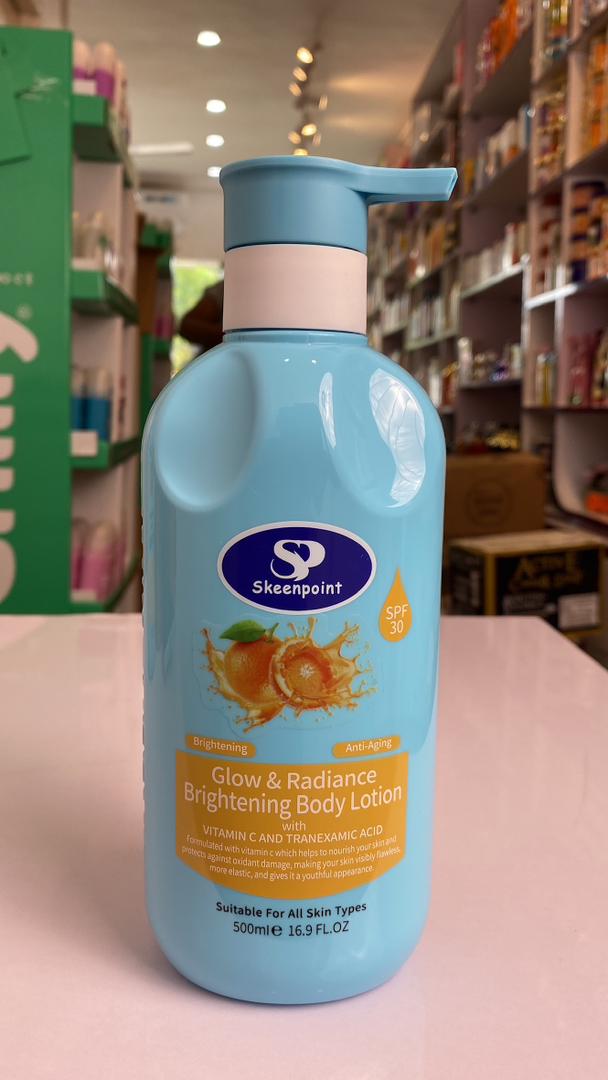 SP
Skeenpoint
SPF
30
Brightening
Anti-Aging
Glow & Radiance
Brightening Body Lotion
with
VITAMIN C AND TRANEXAMIC ACID
Formulated with vitamin c which helps to nourish your skin and
protects against oxidant damage, making your skin visibly flawless,
more elastic, and gives it a youthful appearance.
Suitable For All Skin Types
500ml e 16.9 FL.OZ